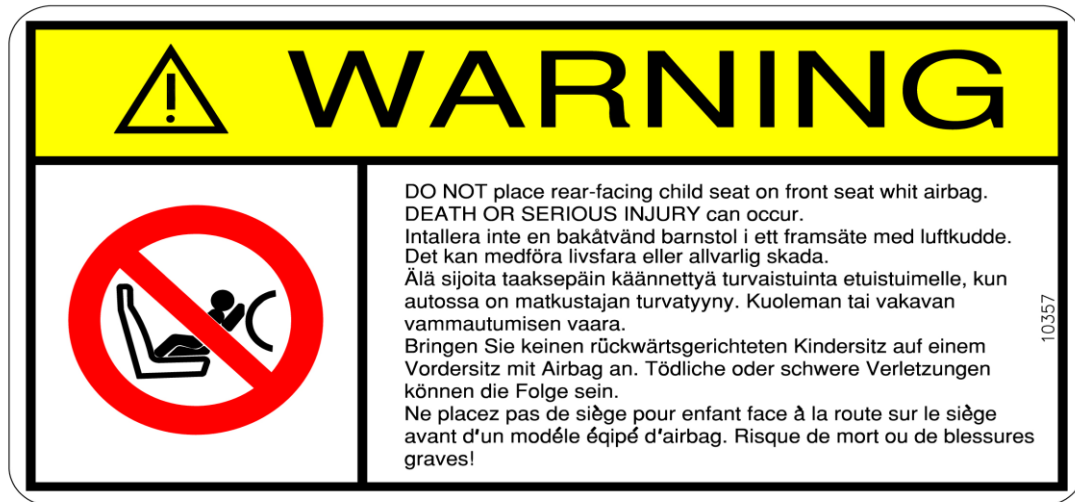 WARNING
DO NOT place rear-facing child seat on front seat whit airbag.
DEATH OR SERIOUS INJURY can occur.
Intallera inte en bakåtvänd barnstol i ett framsäte med luftkudde.
Det kan medföra livsfara eller allvarlig skada.
Älä sijoita taaksepäin käännettyä turvaistuinta etuistuimelle, kun
autossa on matkustajan turvatyyny. Kuoleman tai vakavan
vammautumisen vaara.
Bringen Sie keinen rückwärtsgerichteten Kindersitz auf einem
Vordersitz mit Airbag an. Tödliche oder schwere Verletzungen
können die Folge sein.
Ne placez pas de siège pour enfant face à la route sur le siège
avant d'un modéle éqipé d'airbag. Risque de mort ou de blessures
graves!
10357